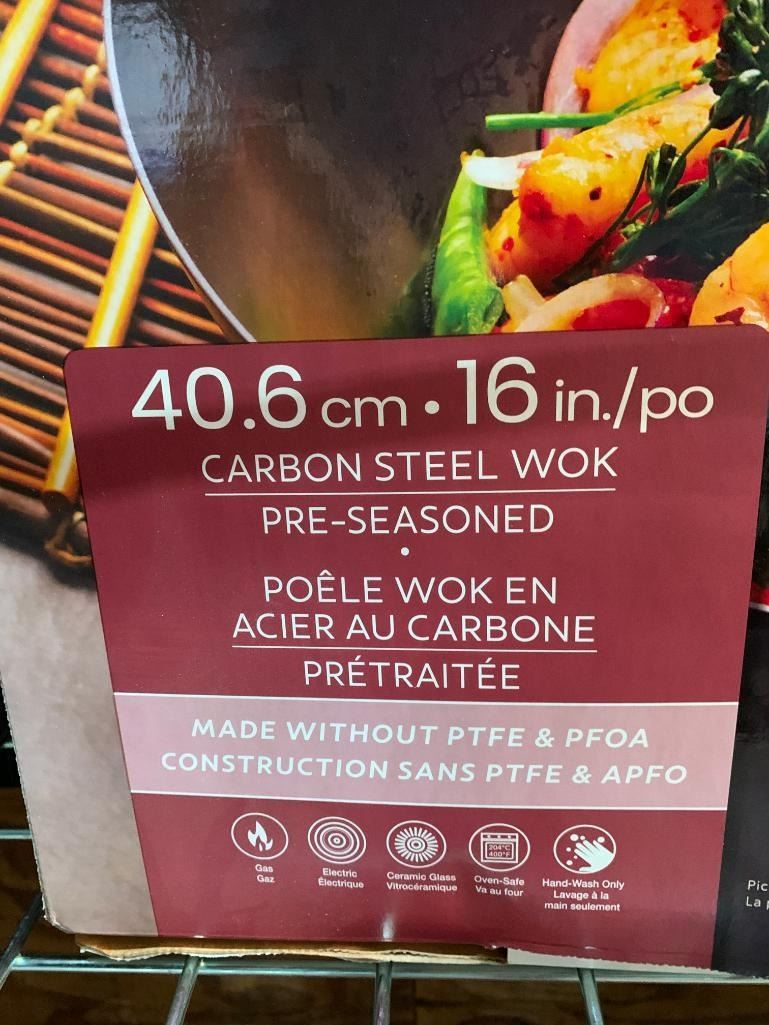 40.6 cm • 16 in./po
CARBON STEEL WOK
PRE-SEASONED
•
POÊLE WOK EN
ACIER AU CARBONE
PRÉTRAITÉE
MADE WITHOUT PTFE & PFOA
CONSTRUCTION SANS PTFE & APFO
204°C
400°F
Gas
Gaz
Electric
Électrique
Ceramic Glass
Vitrocéramique
Oven-Safe
Va au four
Hand-Wash Only
Lavage à la
main seulement
Pic
La